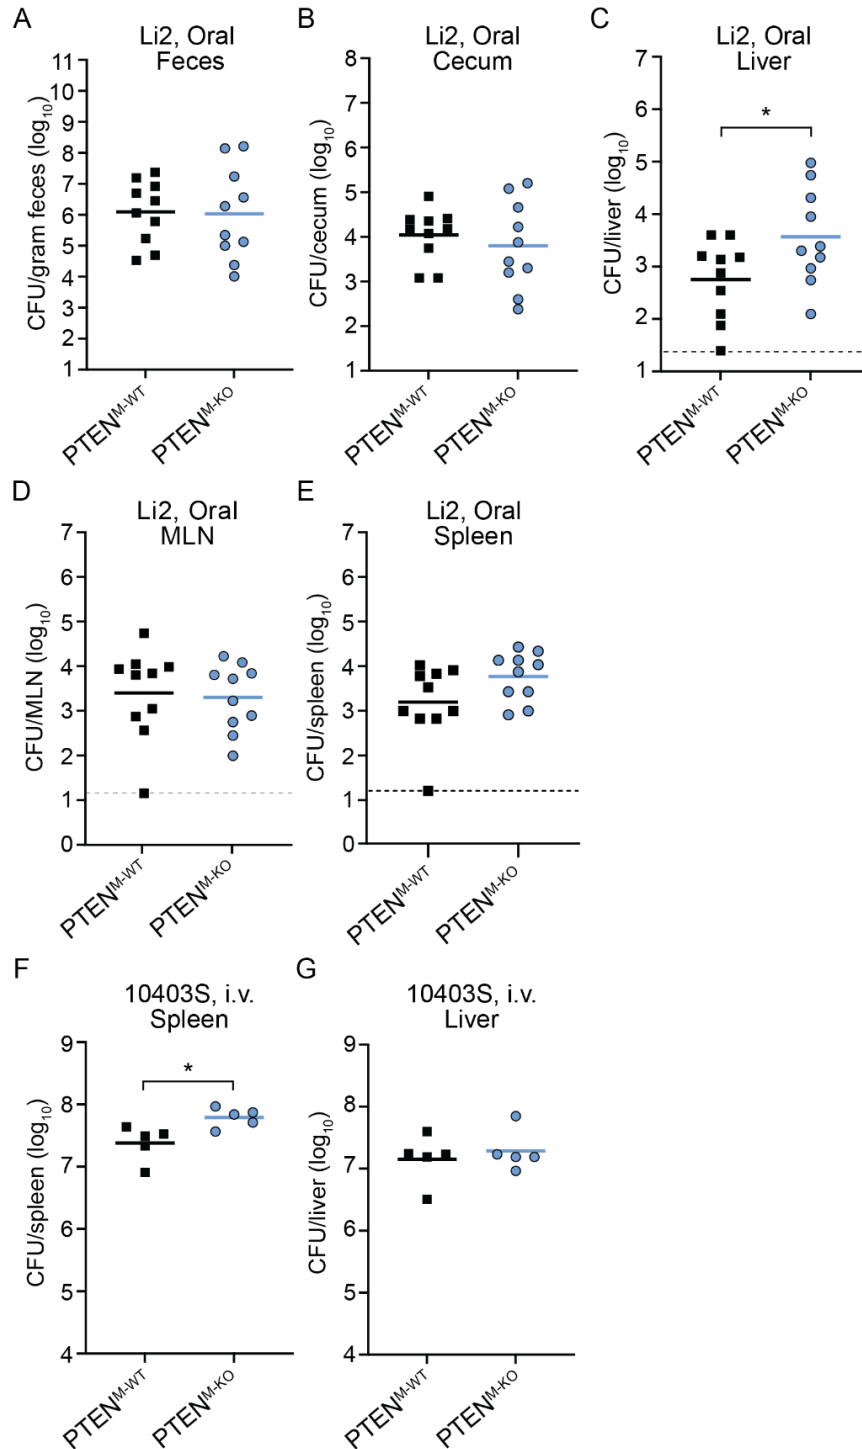 A
Li2, Oral
Feces
CFU/gram feces (log10)
11
10
9
8
7
6
5
4
3
2
1
PTENM-WT
PTENM-KO
B
Li2, Oral
Cecum
CFU/cecum (log10)
8
7
6
5
4
3
2
1
PTENM-WT
PTENM-KO
C
Li2, Oral
Liver
CFU/liver (log10)
7
6
5
4
3
2
1
*
PTENM-WT
PTENM-KO
D
Li2, Oral
MLN
CFU/MLN (log10)
7
6
5
4
3
2
1
0
PTENM-WT
PTENM-KO
E
Li2, Oral
Spleen
CFU/spleen (log10)
7
6
5
4
3
2
1
0
PTENM-WT
PTENM-KO
F
10403S, i.v.
Spleen
CFU/spleen (log10)
9
8
7
6
5
4
*
PTENM-WT
PTENM-KO
G
10403S, i.v.
Liver
CFU/liver (log10)
9
8
7
6
5
4
PTENM-WT
PTENM-KO